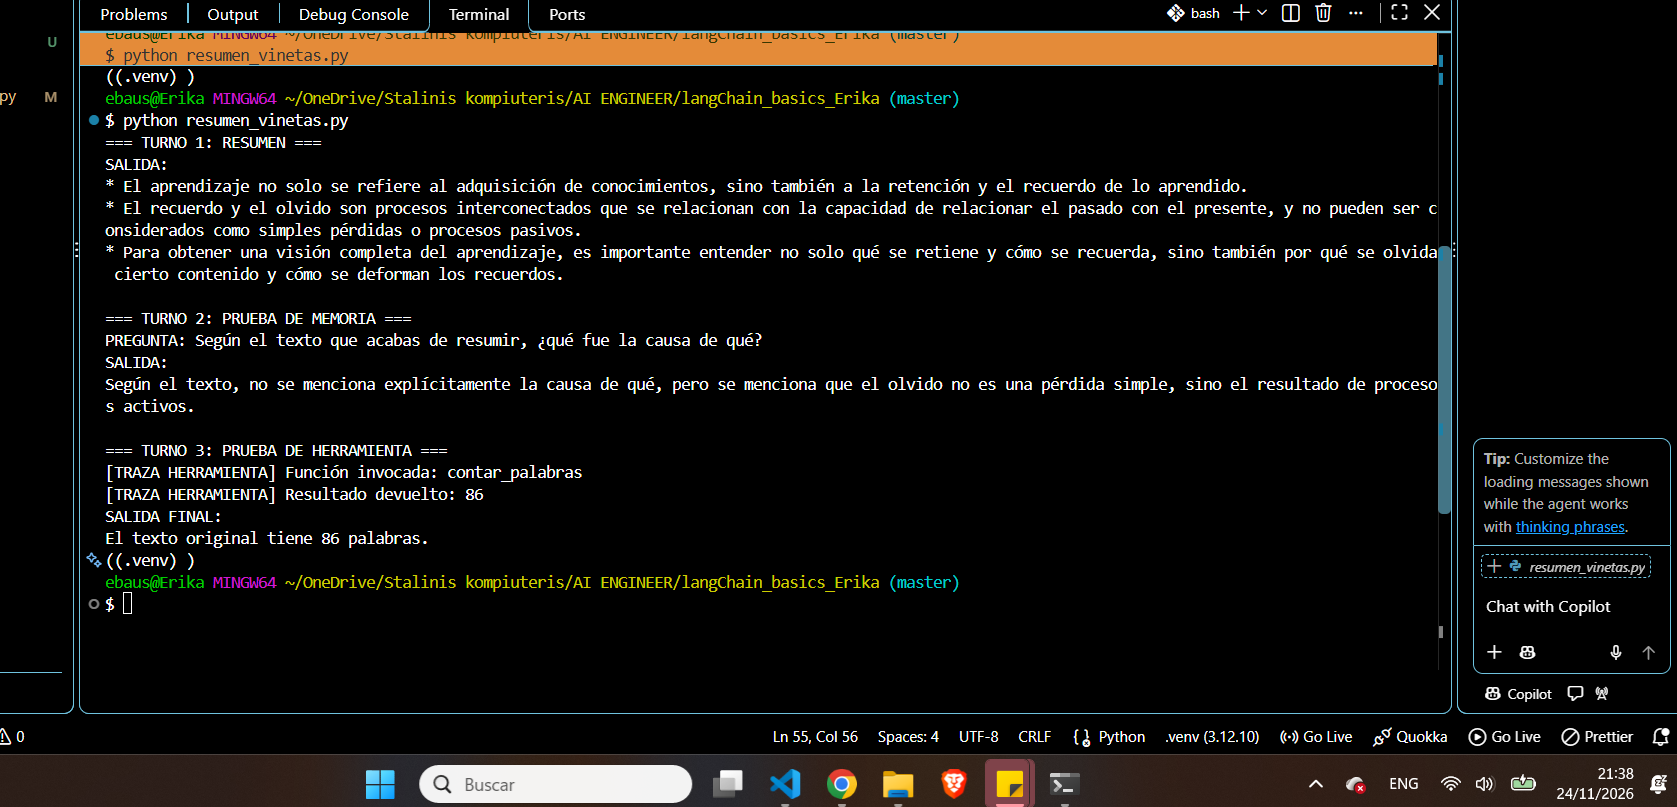 Problems Output Debug Console Terminal Ports bash
U
ebaus@Erika MINGW64 ~/OneDrive/Stalinis kompiuteris/AI ENGINEER/langChain_basics_Erika (master)
$ python resumen_vinetas.py
((.venv) )
py M
ebaus@Erika MINGW64 ~/OneDrive/Stalinis kompiuteris/AI ENGINEER/langChain_basics_Erika (master)
$ python resumen_vinetas.py
=== TURNO 1: RESUMEN ===
SALIDA:
* El aprendizaje no solo se refiere al adquisición de conocimientos, sino también a la retención y el recuerdo de lo aprendido.
* El recuerdo y el olvido son procesos interconectados que se relacionan con la capacidad de relacionar el pasado con el presente, y no pueden ser c
onsiderados como simples pérdidas o procesos pasivos.
* Para obtener una visión completa del aprendizaje, es importante entender no solo qué se retiene y cómo se recuerda, sino también por qué se olvida
cierto contenido y cómo se deforman los recuerdos.
=== TURNO 2: PRUEBA DE MEMORIA ===
PREGUNTA: Según el texto que acabas de resumir, ¿qué fue la causa de qué?
SALIDA:
Según el texto, no se menciona explícitamente la causa de qué, pero se menciona que el olvido no es una pérdida simple, sino el resultado de proceso
s activos.
=== TURNO 3: PRUEBA DE HERRAMIENTA ===
[TRAZA HERRAMIENTA] Función invocada: contar_palabras
[TRAZA HERRAMIENTA] Resultado devuelto: 86
SALIDA FINAL:
El texto original tiene 86 palabras.
((.venv) )
ebaus@Erika MINGW64 ~/OneDrive/Stalinis kompiuteris/AI ENGINEER/langChain_basics_Erika (master)
$
Tip: Customize the
loading messages shown
while the agent works
with thinking phrases.
resumen_vinetas.py
Chat with Copilot
Copilot
0 Ln 55, Col 56 Spaces: 4 UTF-8 CRLF Python .venv (3.12.10) Go Live Quokka Go Live Prettier
Buscar
ENG
21:38
24/11/2026